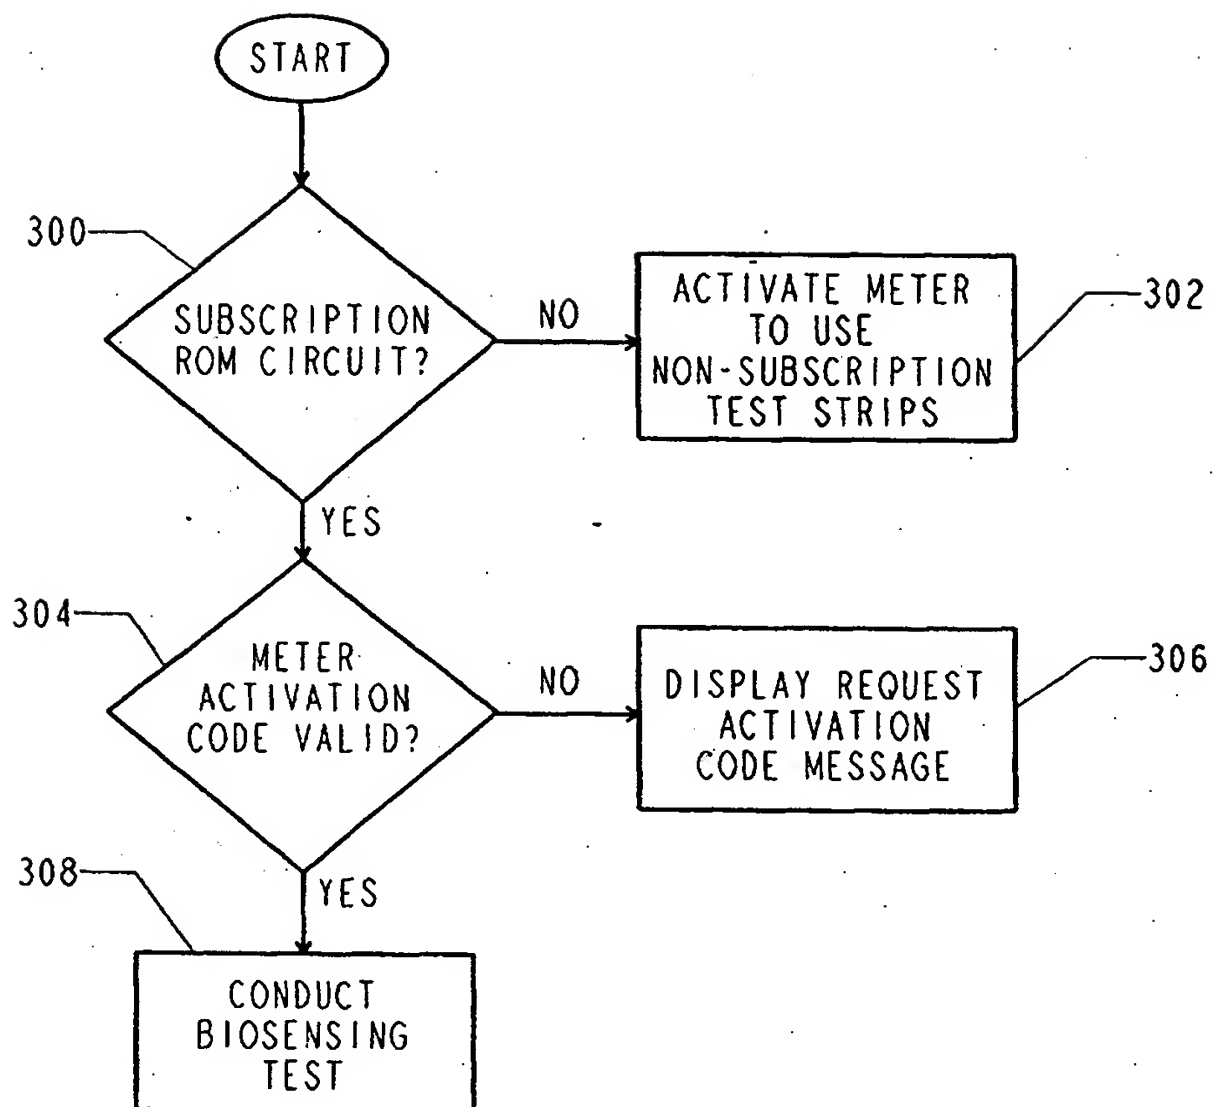 START
300
SUBSCRIPTION
ROM CIRCUIT?
NO
ACTIVATE METER
TO USE
NON-SUBSCRIPTION
TEST STRIPS
302
YES
304
METER
ACTIVATION
CODE VALID?
NO
DISPLAY REQUEST
ACTIVATION
CODE MESSAGE
306
YES
308
CONDUCT
BIOSENSING
TEST